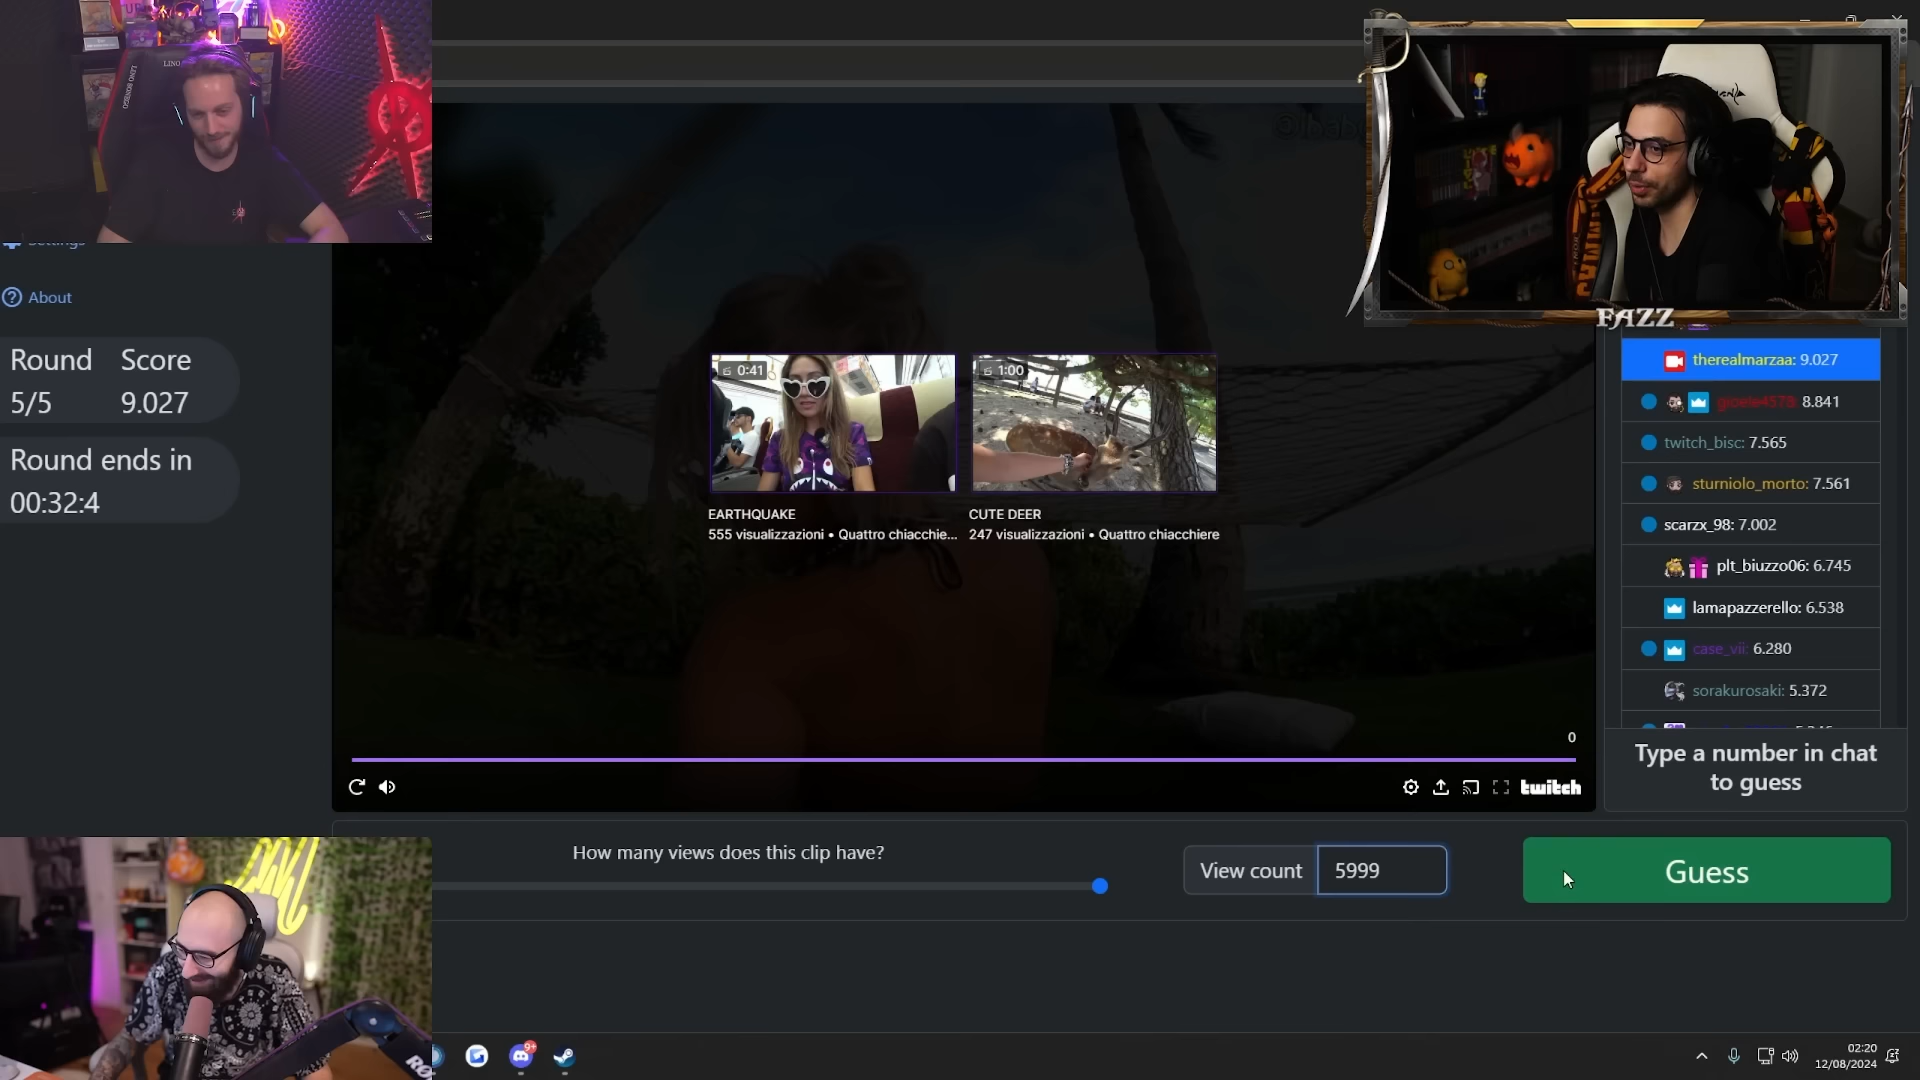 LINO
About
Round
Score
5/5
9.027
Round ends in
00:32:4
0:41
EARTHQUAKE
555 visualizzazioni • Quattro chiacchie...
1:00
CUTE DEER
247 visualizzazioni • Quattro chiacchiere
0
twitch
FAZZ
therealmarzaa: 9.027
8.841
twitch_bisc: 7.565
sturniolo_morto: 7.561
scarzx_98: 7.002
plt_biuzzo06: 6.745
lamapazzerello: 6.538
case_vii: 6.280
sorakurosaki: 5.372
Type a number in chat
to guess
How many views does this clip have?
View count
5999
Guess
9+
02:20
12/08/2024